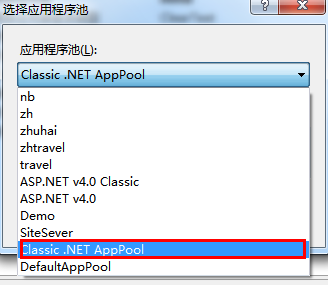 选择应用程序池
应用程序池(L):
Classic .NET AppPool
nb
zh
zhuhai
zhtravel
travel
ASP.NET v4.0 Classic
ASP.NET v4.0
Demo
SiteSever
Classic .NET AppPool
DefaultAppPool